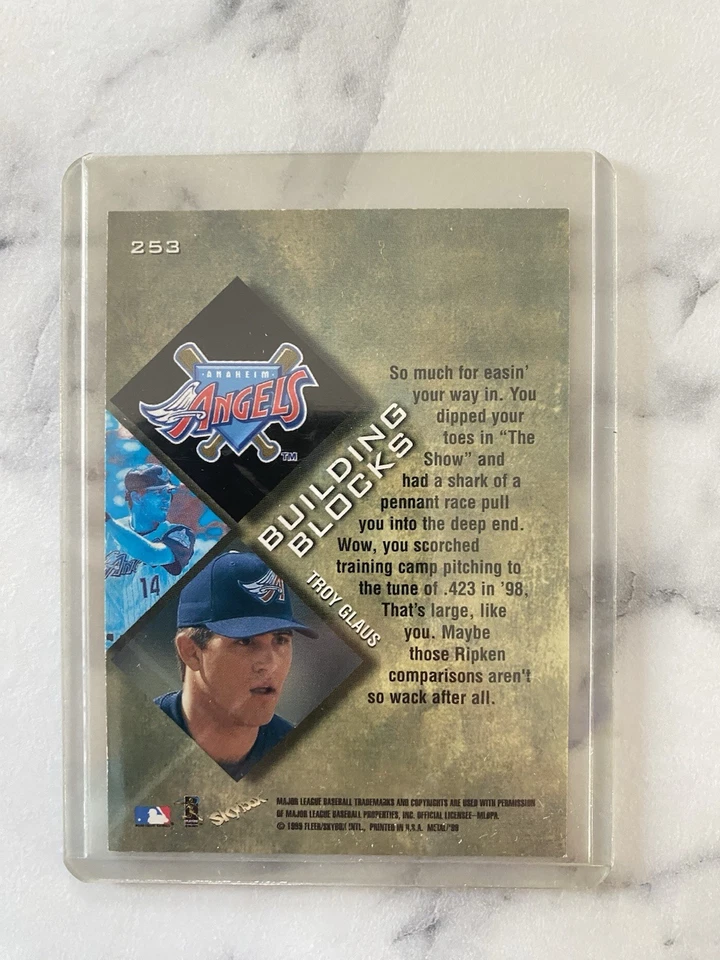 253
ANAHEIM
ANGELS
TM
BUILDING
BLOCKS
TROY GLAUS
14
So much for easin'
your way in. You
dipped your
toes in “The
Show” and
had a shark of a
pennant race pull
you into the deep end.
Wow, you scorched
training camp pitching to
the tune of .423 in '98.
That's large, like
you. Maybe
those Ripken
comparisons aren't
so wack after all.
SKYBOX
MAJOR LEAGUE BASEBALL TRADEMARKS AND COPYRIGHTS ARE USED WITH PERMISSION
OF MAJOR LEAGUE BASEBALL PROPERTIES, INC. OFFICIAL LICENSEE—MLBPA.
© 1999 FLEER/SKYBOX INTL., PRINTED IN U.S.A. METAL/'99